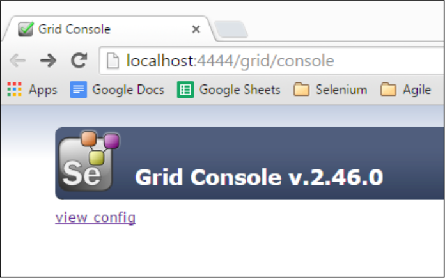 Grid Console
localhost:4444/grid/console
Apps Google Docs Google Sheets Selenium Agile
Se Grid Console v.2.46.0
view config